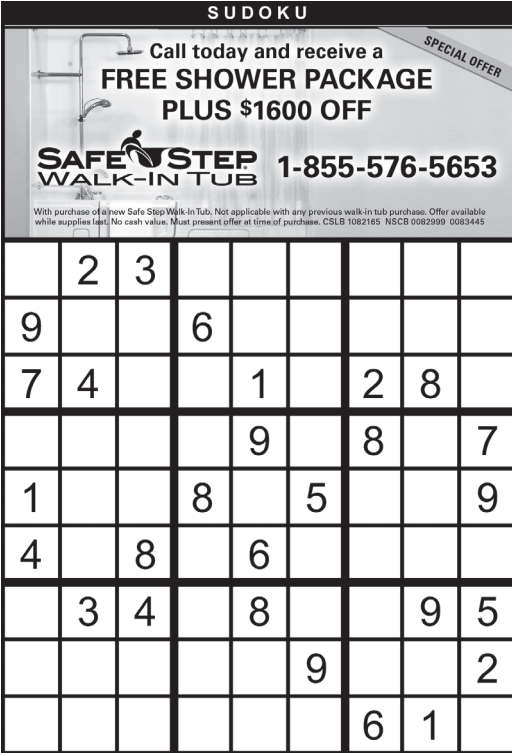 SUDOKU
SPECIAL OFFER
Call today and receive a
FREE SHOWER PACKAGE
PLUS $1600 OFF
SAFE STEP
WALK-IN TUB
1-855-576-5653
With purchase of a new Safe Step Walk-In Tub. Not applicable with any previous walk-in tub purchase. Offer available
while supplies last. No cash value. Must present offer at time of purchase. CSLB 1082165 NSCB 0082999 0083445
2 3
9 6
7 4 1 2 8
9 8 7
1 8 5 9
4 8 6
3 4 8 9 5
9 2
6 1